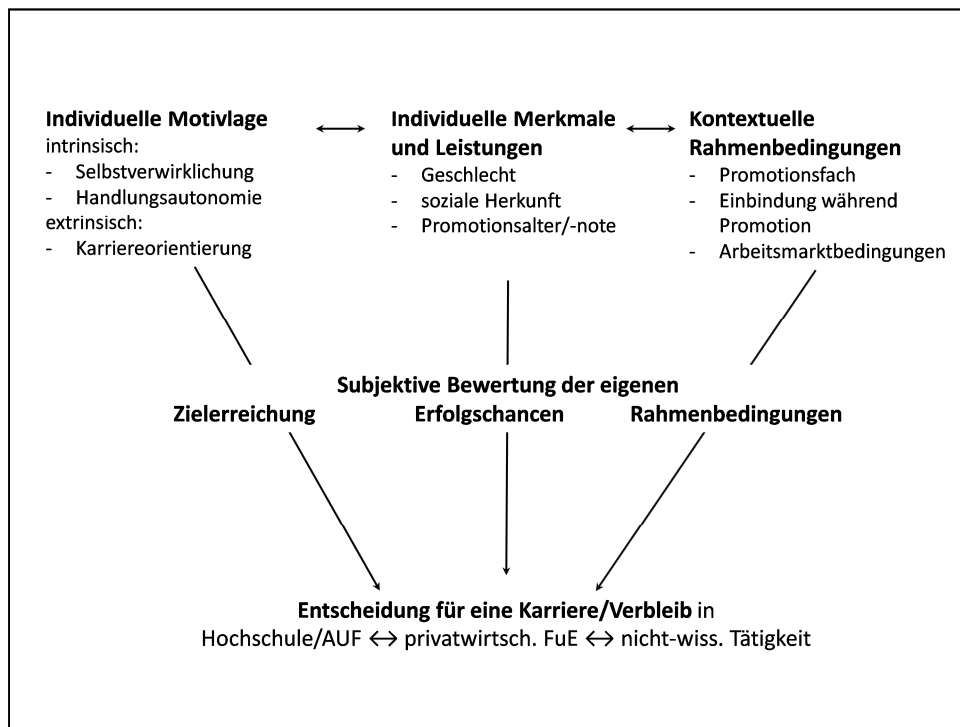 Individuelle Motivlage
intrinsisch:
- Selbstverwirklichung
- Handlungsautonomie
extrinsisch:
- Karriereorientierung
Individuelle Merkmale
und Leistungen
- Geschlecht
- soziale Herkunft
- Promotionsalter/-note
Kontextuelle
Rahmenbedingungen
- Promotionsfach
- Einbindung während
Promotion
- Arbeitsmarktbedingungen
Subjektive Bewertung der eigenen
Zielerreichung Erfolgschancen Rahmenbedingungen
Entscheidung für eine Karriere/Verbleib in
Hochschule/AUF ↔ privatwirtsch. FuE ↔ nicht-wiss. Tätigkeit